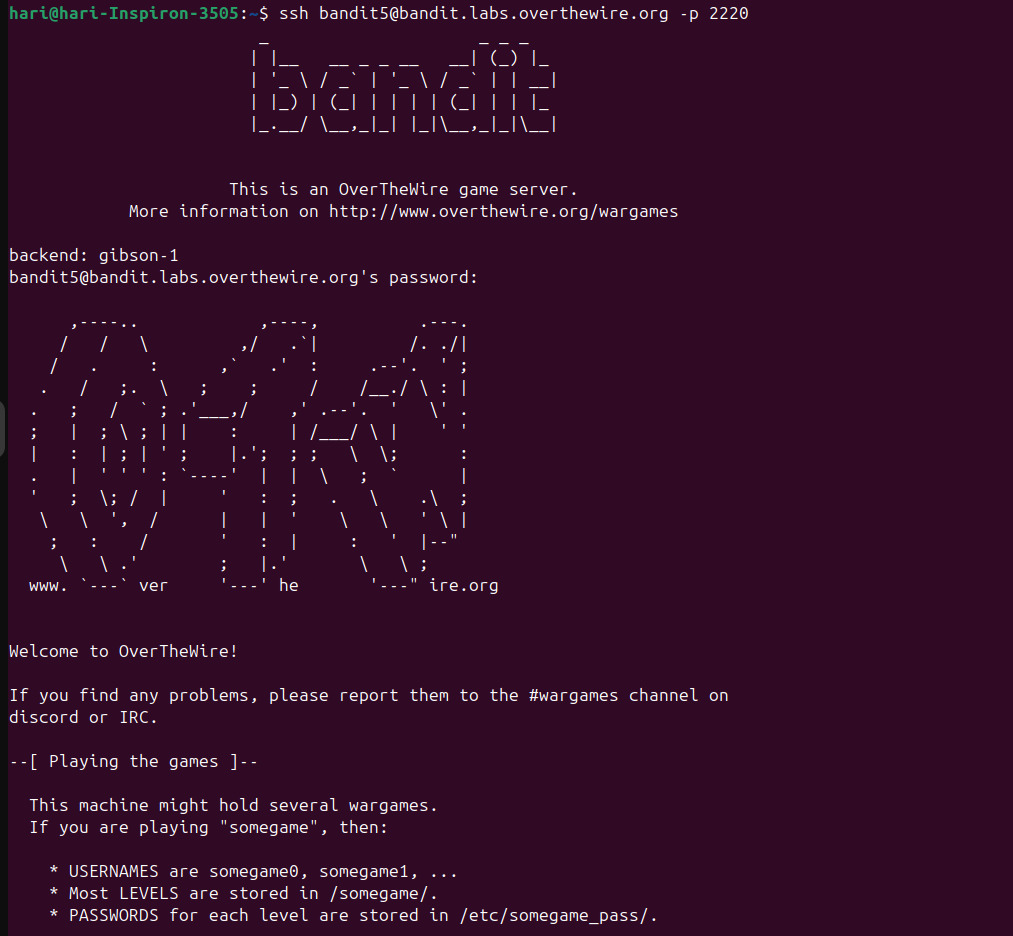 hari@hari-Inspiron-3505:~$ ssh bandit5@bandit.labs.overthewire.org -p 2220
bandit
This is an OverTheWire game server.
More information on http://www.overthewire.org/wargames
backend: gibson-1
bandit5@bandit.labs.overthewire.org's password:
www. ver he ire.org
Welcome to OverTheWire!
If you find any problems, please report them to the #wargames channel on
discord or IRC.
--[ Playing the games ]--
This machine might hold several wargames.
If you are playing "somegame", then:
* USERNAMES are somegame0, somegame1, ...
* Most LEVELS are stored in /somegame/.
* PASSWORDS for each level are stored in /etc/somegame_pass/.